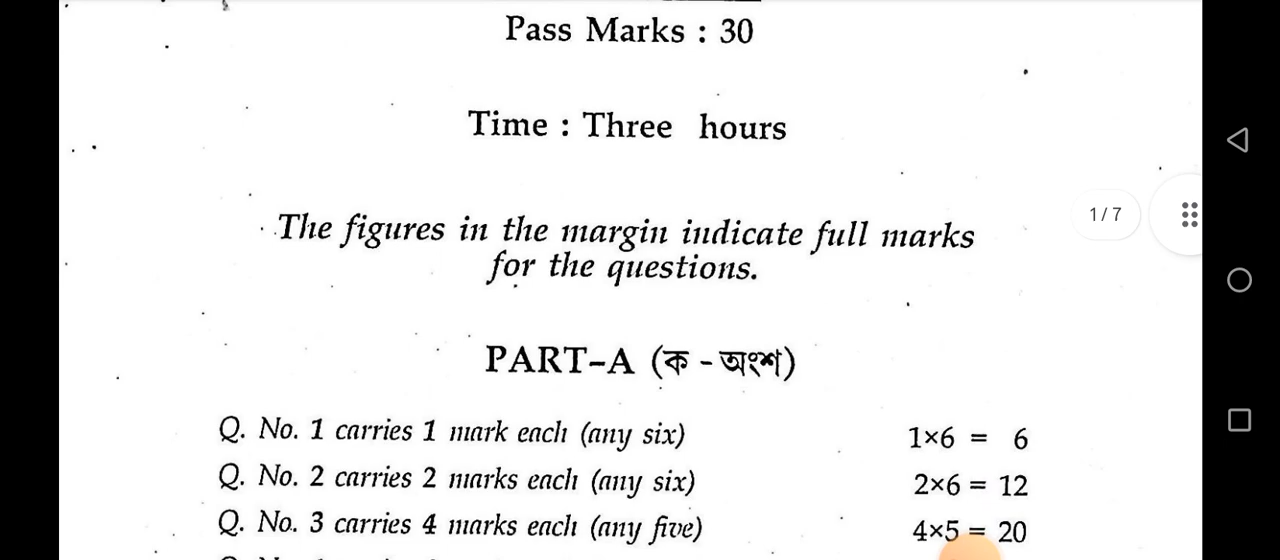 Pass Marks : 30
Time : Three hours
The figures in the margin indicate full marks
for the questions.
1 / 7
PART-A (ক - অংশ)
Q. No. 1 carries 1 mark each (any six) 1×6 = 6
Q. No. 2 carries 2 marks each (any six) 2×6 = 12
Q. No. 3 carries 4 marks each (any five) 4×5 = 20